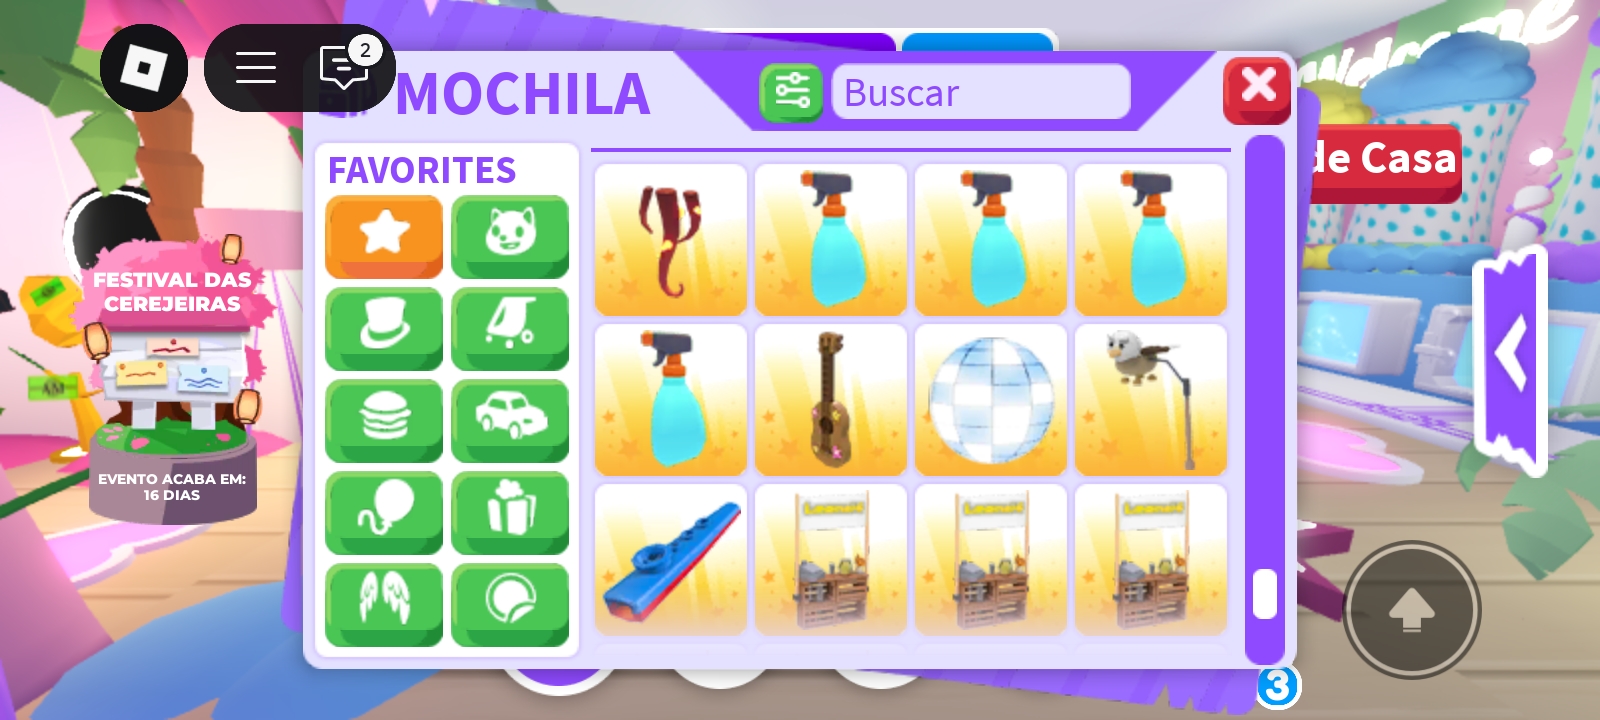 2
MOCHILA
Buscar
FAVORITES
de Casa
FESTIVAL DAS
CEREJEIRAS
EVENTO ACABA EM:
16 DIAS
3